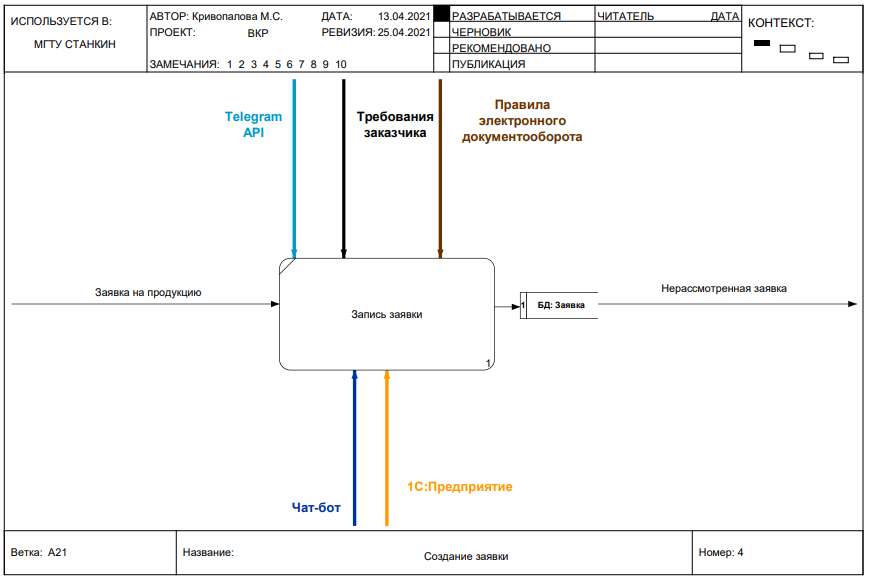 ИСПОЛЬЗУЕТСЯ В:
МГТУ СТАНКИН
АВТОР: Кривопалова М.С.
ДАТА: 13.04.2021
ПРОЕКТ: ВКР
РЕВИЗИЯ: 25.04.2021
ЗАМЕЧАНИЯ: 1 2 3 4 5 6 7 8 9 10
РАЗРАБАТЫВАЕТСЯ
ЧЕРНОВИК
РЕКОМЕНДОВАНО
ПУБЛИКАЦИЯ
ЧИТАТЕЛЬ ДАТА
КОНТЕКСТ:
Telegram
API
Требования
заказчика
Правила
электронного
документооборота
Заявка на продукцию
Запись заявки
1
1 БД: Заявка
Нерассмотренная заявка
1С:Предприятие
Чат-бот
Ветка: A21
Название:
Создание заявки
Номер: 4